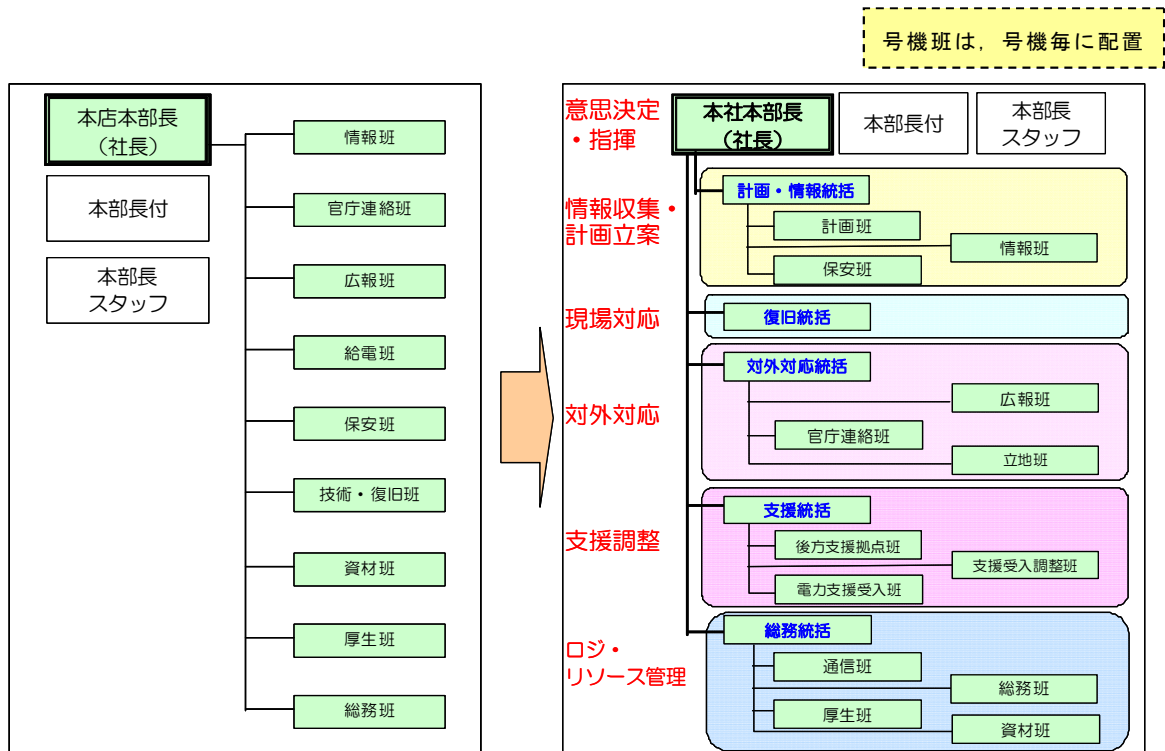 号機班は，号機毎に配置
本店本部長
（社長）
本部長付
本部長
スタッフ
情報班
官庁連絡班
広報班
給電班
保安班
技術・復旧班
資材班
厚生班
総務班
意思決定
・指揮
本社本部長
（社長）
本部長付
本部長
スタッフ
情報収集・
計画立案
計画・情報統括
計画班
情報班
保安班
現場対応
復旧統括
対外対応
対外対応統括
広報班
官庁連絡班
立地班
支援調整
支援統括
後方支援拠点班
支援受入調整班
電力支援受入班
ロジ・
リソース管理
総務統括
通信班
総務班
厚生班
資材班